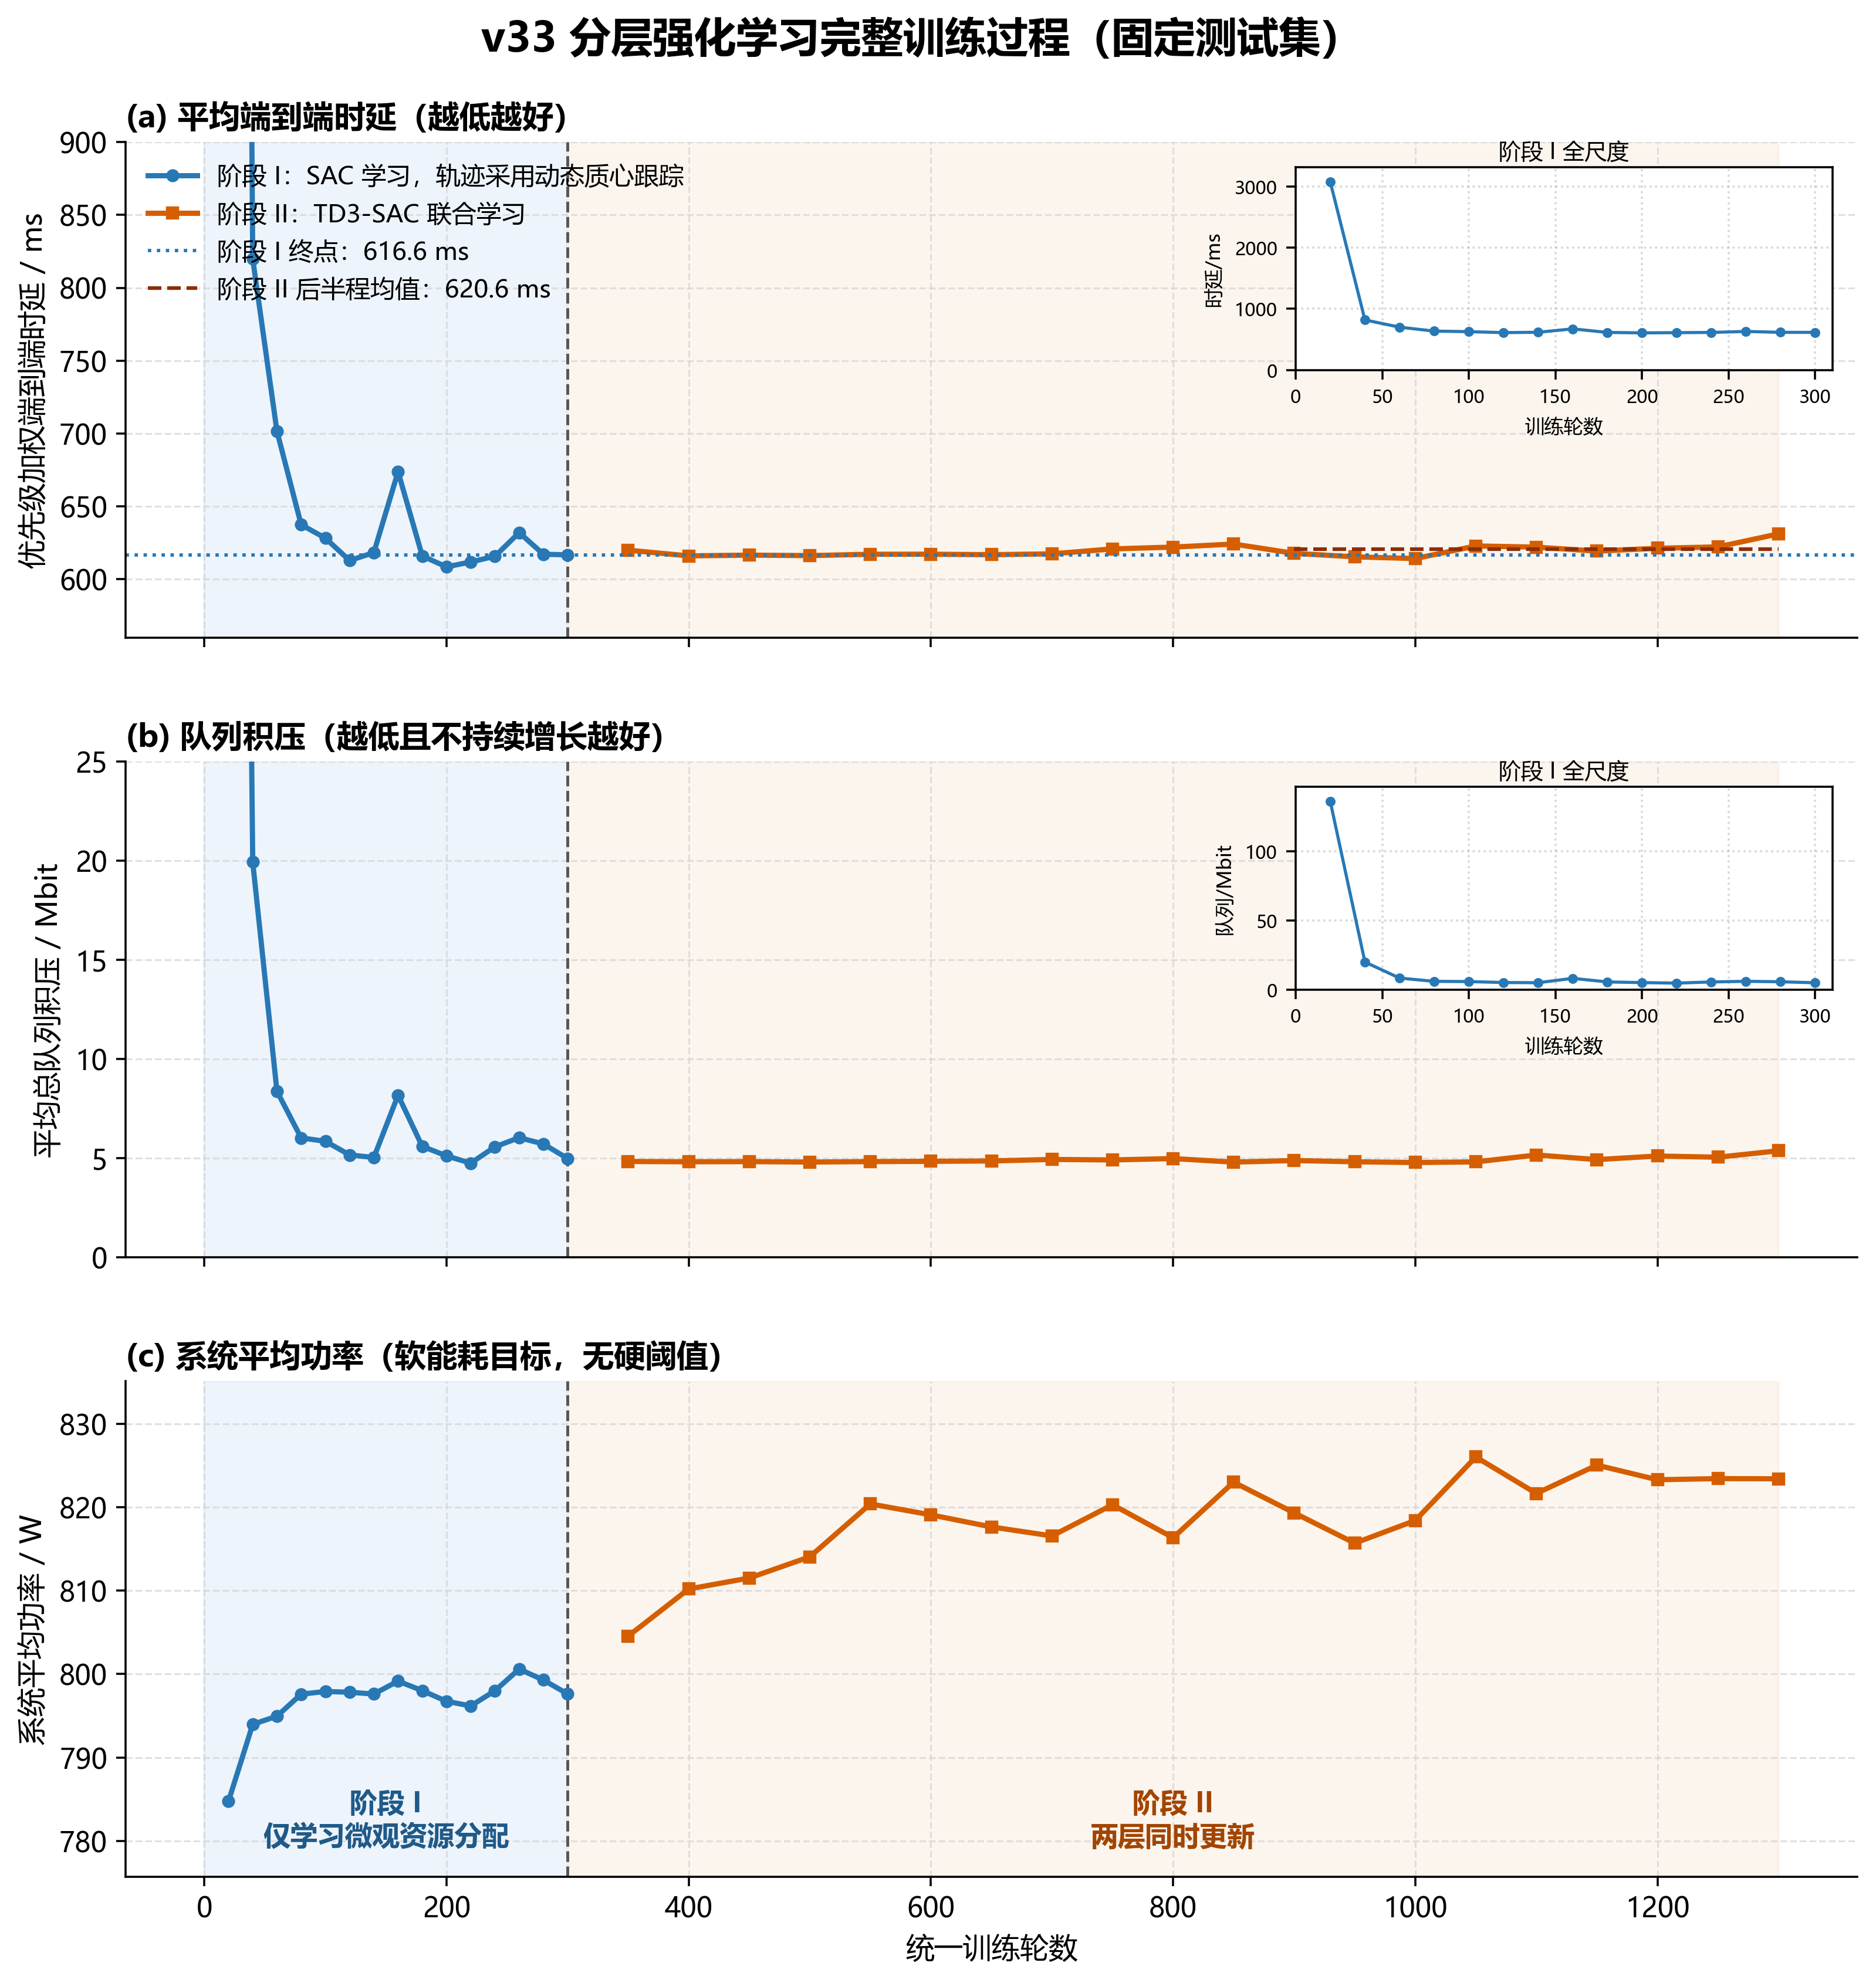 v33 分层强化学习完整训练过程（固定测试集）
(a) 平均端到端时延（越低越好）
优先级加权端到端时延 / ms
900
850
800
750
700
650
600
阶段 I：SAC 学习，轨迹采用动态质心跟踪
阶段 II：TD3-SAC 联合学习
阶段 I 终点：616.6 ms
阶段 II 后半程均值：620.6 ms
阶段 I 全尺度
时延/ms
3000
2000
1000
0
0 50 100 150 200 250 300
训练轮数
(b) 队列积压（越低且不持续增长越好）
平均总队列积压 / Mbit
25
20
15
10
5
0
阶段 I 全尺度
队列/Mbit
100
50
0
0 50 100 150 200 250 300
训练轮数
(c) 系统平均功率（软能耗目标，无硬阈值）
系统平均功率 / W
830
820
810
800
790
780
阶段 I
仅学习微观资源分配
阶段 II
两层同时更新
0 200 400 600 800 1000 1200
统一训练轮数